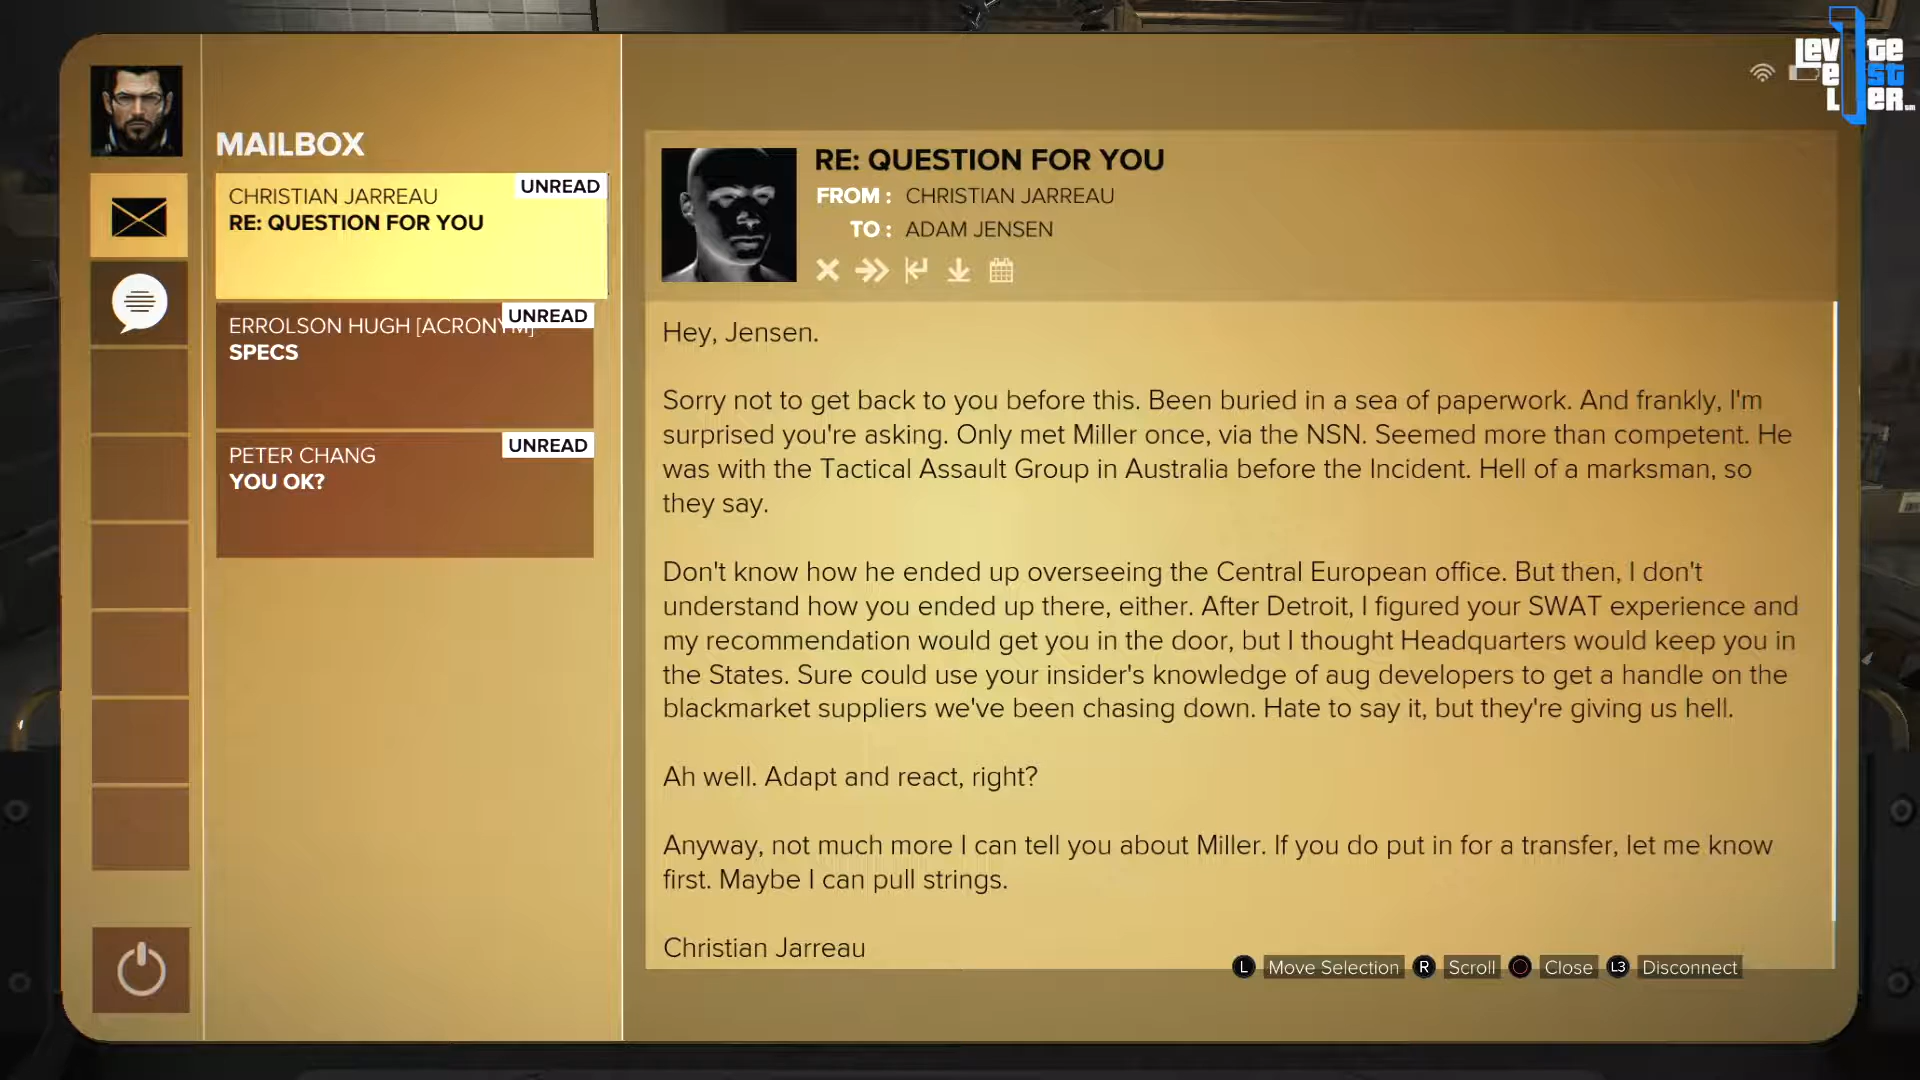 MAILBOX
CHRISTIAN JARREAU
UNREAD
RE: QUESTION FOR YOU
ERROLSON HUGH [ACRONYM]
UNREAD
SPECS
PETER CHANG
UNREAD
YOU OK?
RE: QUESTION FOR YOU
FROM : CHRISTIAN JARREAU
TO : ADAM JENSEN
Hey, Jensen.
Sorry not to get back to you before this. Been buried in a sea of paperwork. And frankly, I'm
surprised you're asking. Only met Miller once, via the NSN. Seemed more than competent. He
was with the Tactical Assault Group in Australia before the Incident. Hell of a marksman, so
they say.
Don't know how he ended up overseeing the Central European office. But then, I don't
understand how you ended up there, either. After Detroit, I figured your SWAT experience and
my recommendation would get you in the door, but I thought Headquarters would keep you in
the States. Sure could use your insider's knowledge of aug developers to get a handle on the
blackmarket suppliers we've been chasing down. Hate to say it, but they're giving us hell.
Ah well. Adapt and react, right?
Anyway, not much more I can tell you about Miller. If you do put in for a transfer, let me know
first. Maybe I can pull strings.
Christian Jarreau
L Move Selection R Scroll Close L3 Disconnect
LeveL 1 testER